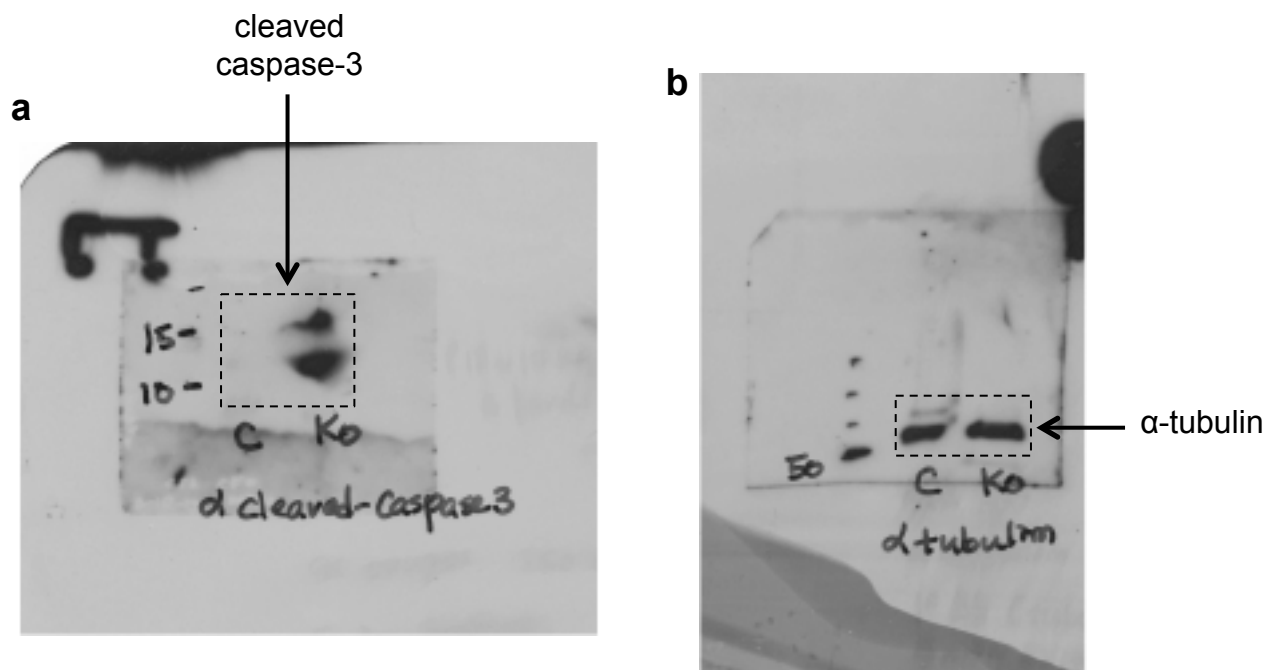 cleaved
caspase-3
a
15-
10-
C Ko
α cleaved-Caspase3
b
α-tubulin
50
C Ko
α tubulin